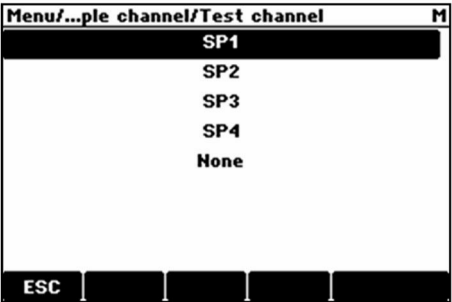 Menu/...ple channel/Test channel M
SP1
SP2
SP3
SP4
None
ESC